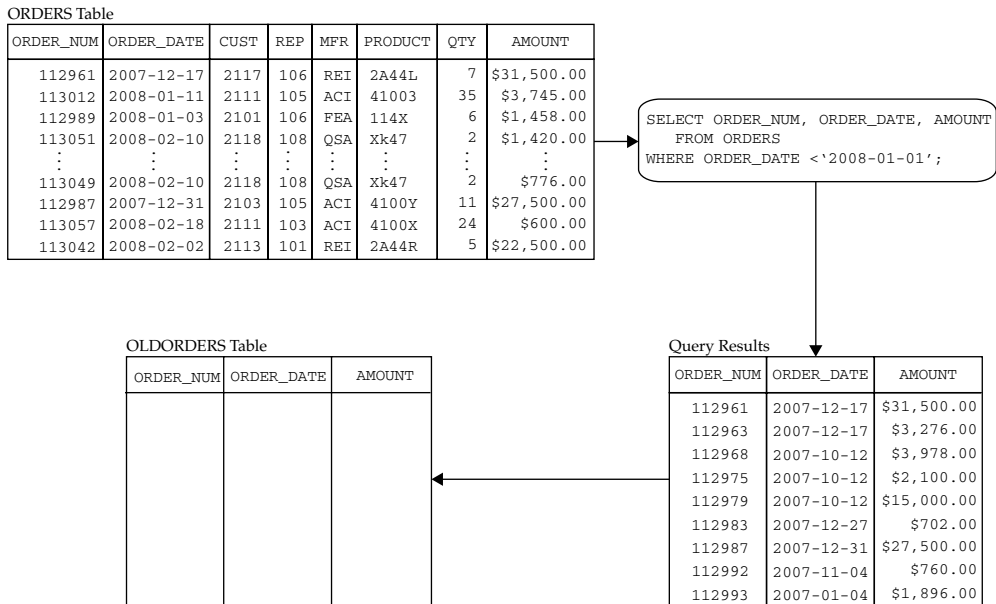 ORDERS Table
ORDER_NUM ORDER_DATE CUST REP MFR PRODUCT QTY AMOUNT
112961 2007-12-17 2117 106 REI 2A44L 7 $31,500.00
113012 2008-01-11 2111 105 ACI 41003 35 $3,745.00
112989 2008-01-03 2101 106 FEA 114X 6 $1,458.00
113051 2008-02-10 2118 108 QSA Xk47 2 $1,420.00
113049 2008-02-10 2118 108 QSA Xk47 2 $776.00
112987 2007-12-31 2103 105 ACI 4100Y 11 $27,500.00
113057 2008-02-18 2111 103 ACI 4100X 24 $600.00
113042 2008-02-02 2113 101 REI 2A44R 5 $22,500.00
SELECT ORDER_NUM, ORDER_DATE, AMOUNT
FROM ORDERS
WHERE ORDER_DATE <‘2008-01-01’;
OLDORDERS Table
ORDER_NUM ORDER_DATE AMOUNT
Query Results
ORDER_NUM ORDER_DATE AMOUNT
112961 2007-12-17 $31,500.00
112963 2007-12-17 $3,276.00
112968 2007-10-12 $3,978.00
112975 2007-10-12 $2,100.00
112979 2007-10-12 $15,000.00
112983 2007-12-27 $702.00
112987 2007-12-31 $27,500.00
112992 2007-11-04 $760.00
112993 2007-01-04 $1,896.00